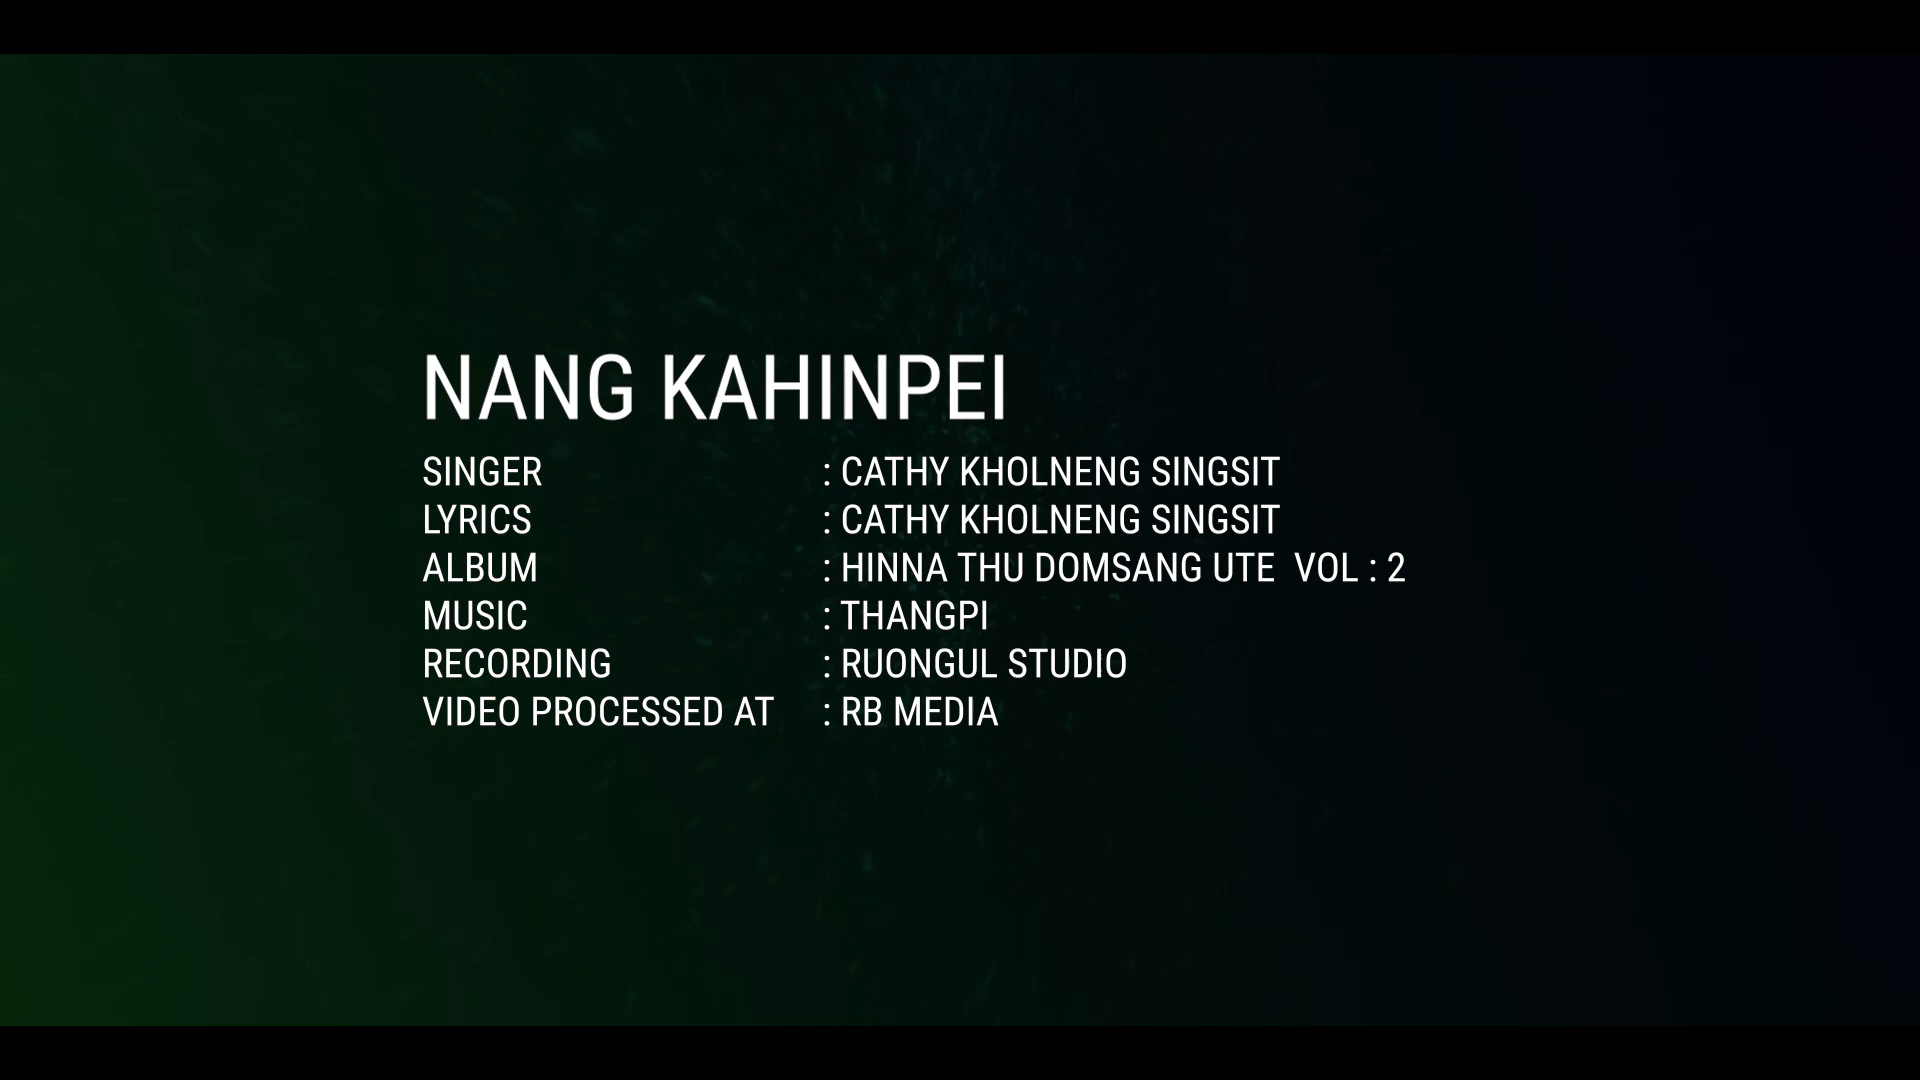 NANG KAHINPEI
SINGER : CATHY KHOLNENG SINGSIT
LYRICS : CATHY KHOLNENG SINGSIT
ALBUM : HINNA THU DOMSANG UTE VOL : 2
MUSIC : THANGPI
RECORDING : RUONGUL STUDIO
VIDEO PROCESSED AT : RB MEDIA